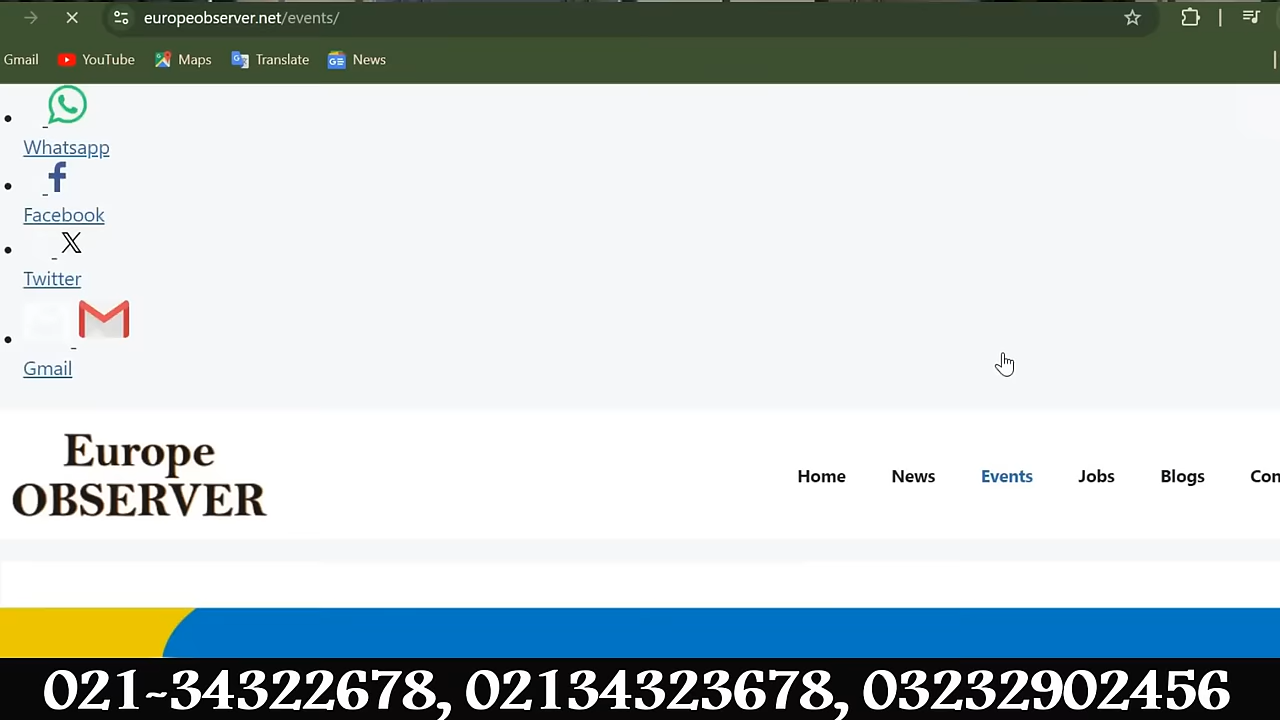 europeobserver.net/events/
Gmail YouTube Maps Translate News
Whatsapp
Facebook
Twitter
Gmail
Europe
OBSERVER
Home News Events Jobs Blogs Con
021-34322678, 02134323678, 03232902456